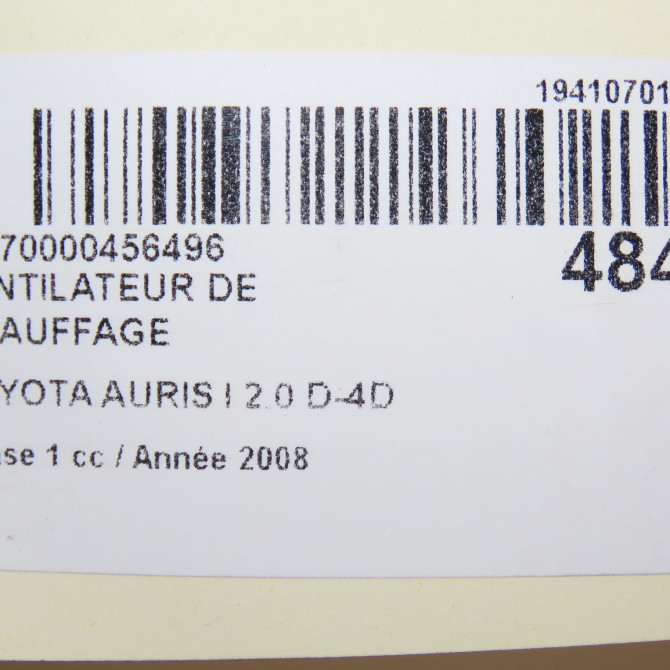 19410701
70000456496
484
NTILATEUR DE
AUFFAGE
YOTA AURIS I 2.0 D-4D
se 1 cc / Année 2008